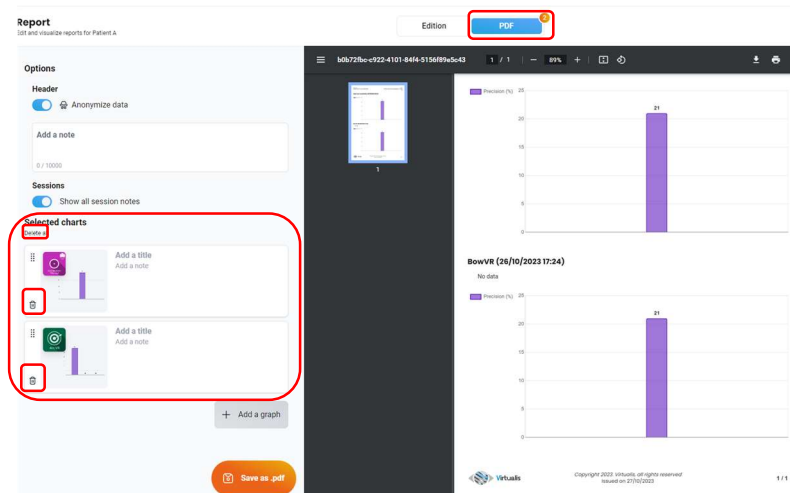 Report
Edit and visualize reports for Patient A
Edition
PDF
3
Options
Header
Anonymize data
Add a note
0 / 10000
Sessions
Show all session notes
Selected charts
Delete all
Add a title
Add a note
Add a title
Add a note
+ Add a graph
Save as .pdf
b0b72fbc-c922-4101-84f4-5156f89e5c43
1 / 1
89%
1
Precision (%)
25
21
20
15
10
5
0
BowVR (26/10/2023 17:24)
No data
Precision (%)
25
21
20
15
10
5
0
Virtualis
Copyright 2023 Virtualis, all rights reserved
Issued on 27/10/2023
1 / 1